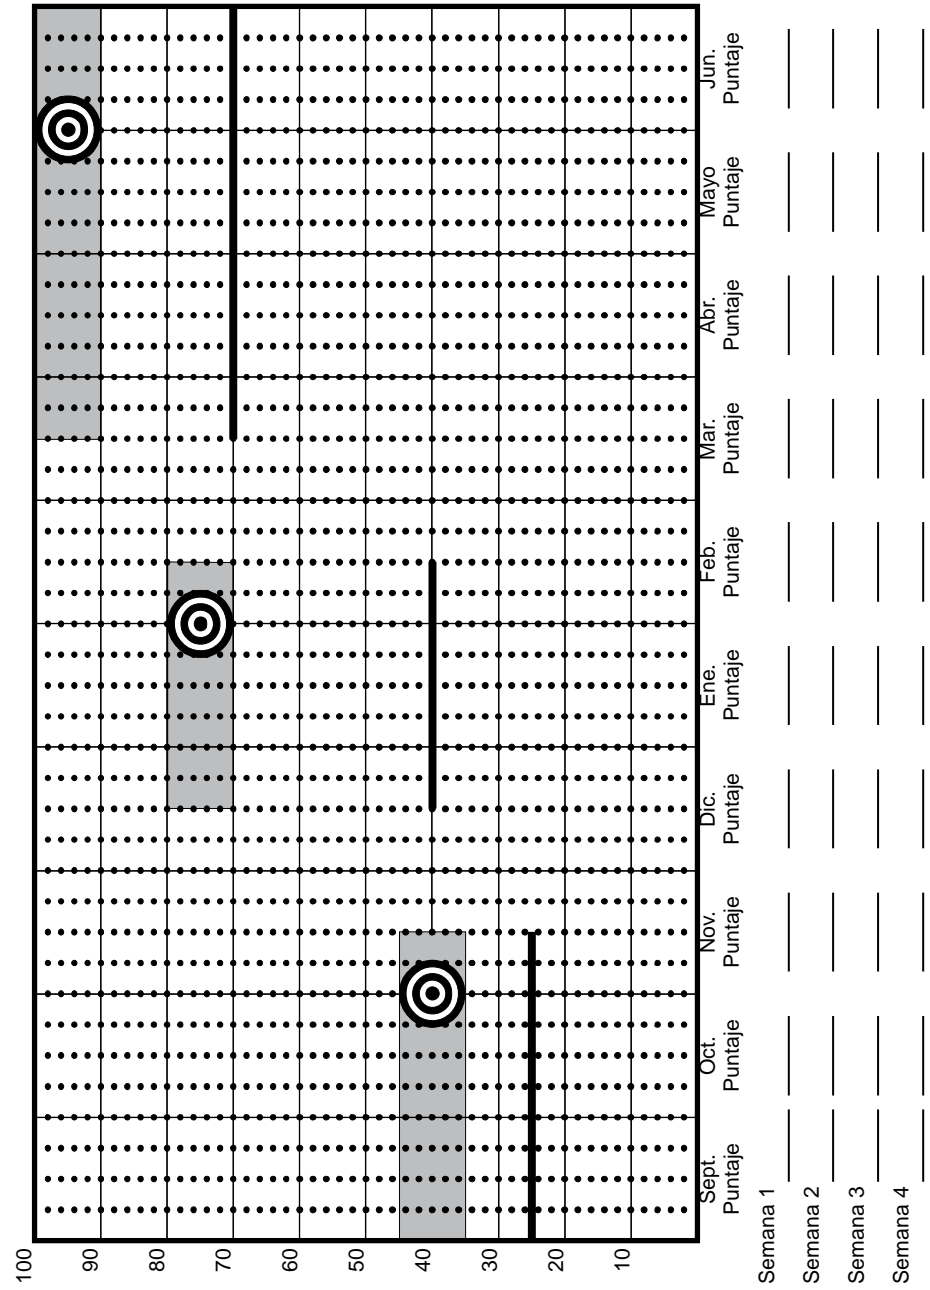 100
90
80
70
60
50
40
30
20
10
Sept.
Puntaje
Oct.
Puntaje
Nov.
Puntaje
Dic.
Puntaje
Ene.
Puntaje
Feb.
Puntaje
Mar.
Puntaje
Abr.
Puntaje
Mayo
Puntaje
Jun.
Puntaje
Semana 1
Semana 2
Semana 3
Semana 4